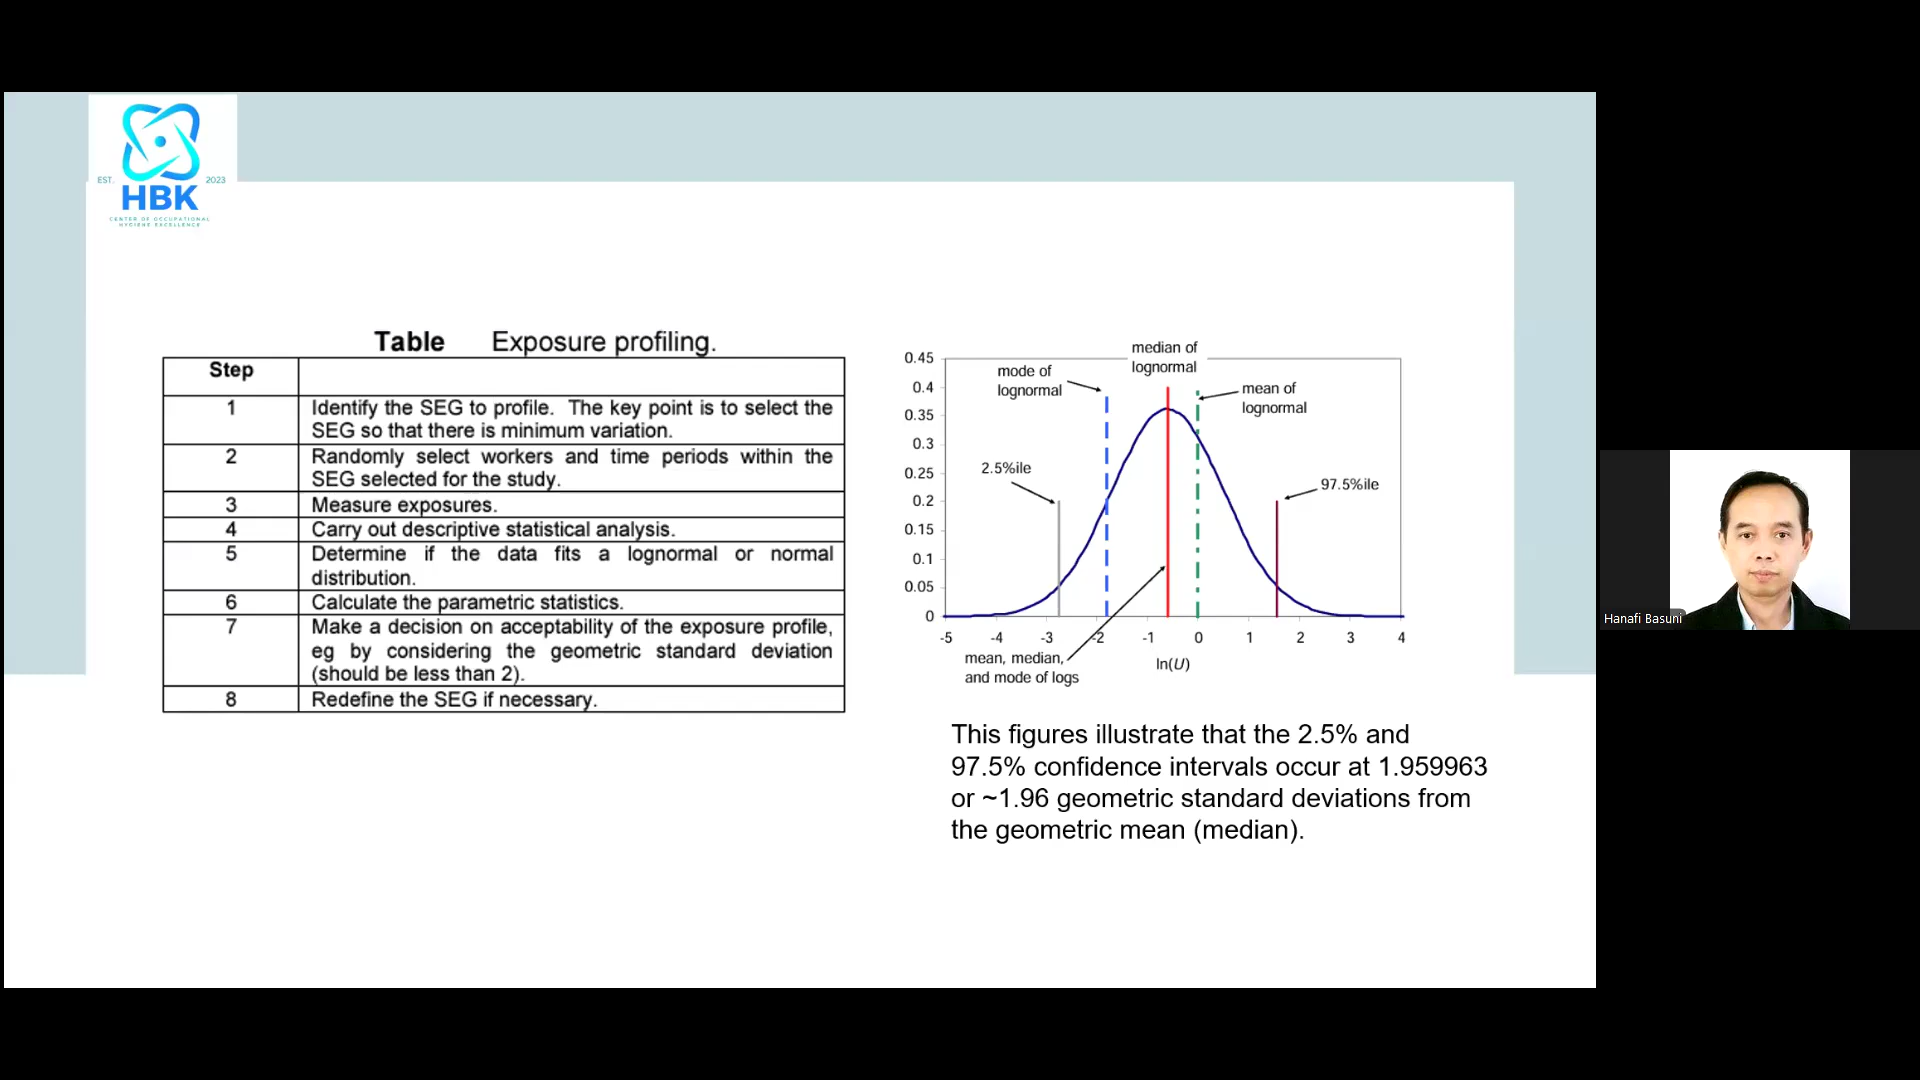 EST. 2023
HBK
CENTER OF OCCUPATIONAL
HYGIENE EXCELLENCE
Table Exposure profiling.
Step
1 Identify the SEG to profile. The key point is to select the
SEG so that there is minimum variation.
2 Randomly select workers and time periods within the
SEG selected for the study.
3 Measure exposures.
4 Carry out descriptive statistical analysis.
5 Determine if the data fits a lognormal or normal
distribution.
6 Calculate the parametric statistics.
7 Make a decision on acceptability of the exposure profile,
eg by considering the geometric standard deviation
(should be less than 2).
8 Redefine the SEG if necessary.
median of
lognormal
mode of
lognormal
mean of
lognormal
2.5%ile
97.5%ile
0.45
0.4
0.35
0.3
0.25
0.2
0.15
0.1
0.05
0
-5 -4 -3 -2 -1 0 1 2 3 4
ln(U)
mean, median,
and mode of logs
This figures illustrate that the 2.5% and
97.5% confidence intervals occur at 1.959963
or ~1.96 geometric standard deviations from
the geometric mean (median).
Hanafi Basuni